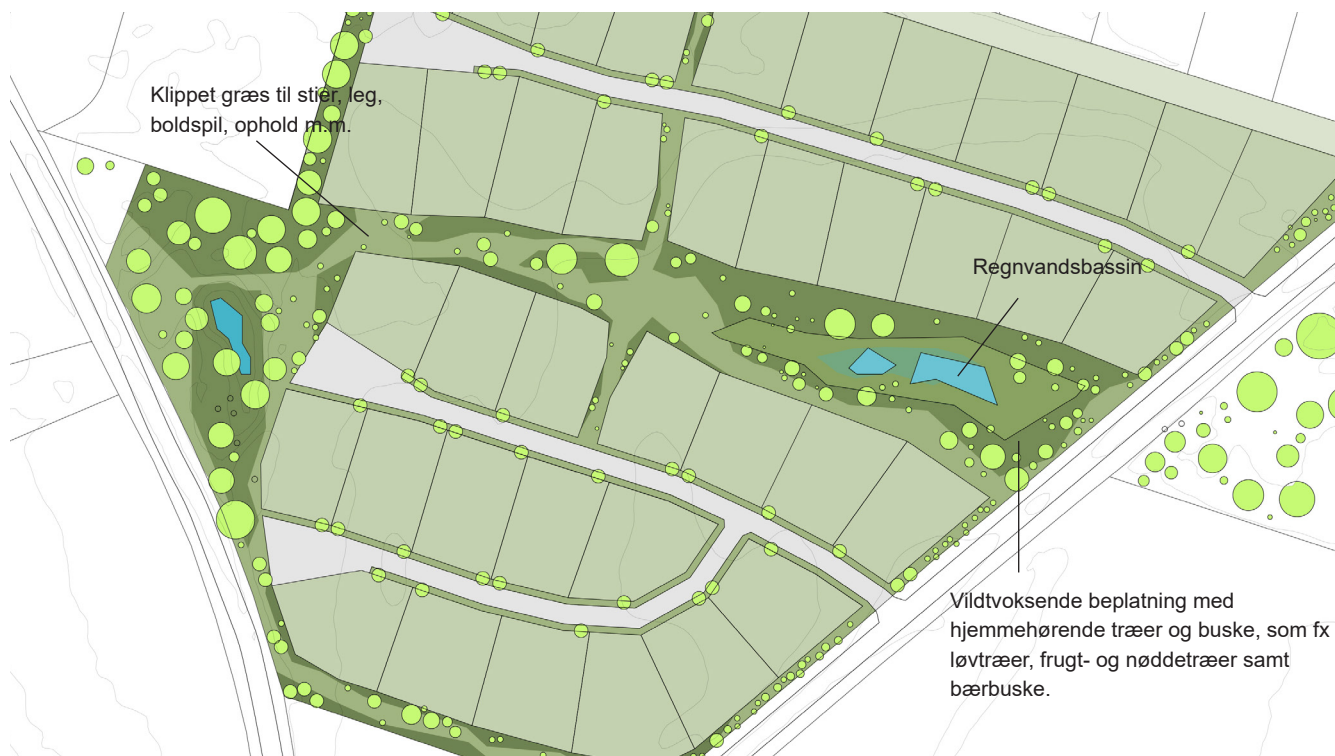 Klippet græs til stier, leg,
boldspil, ophold m.m.
Regnvandsbassin
Vildtvoksende beplatning med
hjemmehørende træer og buske, som fx
løvtræer, frugt- og nøddetræer samt
bærbuske.